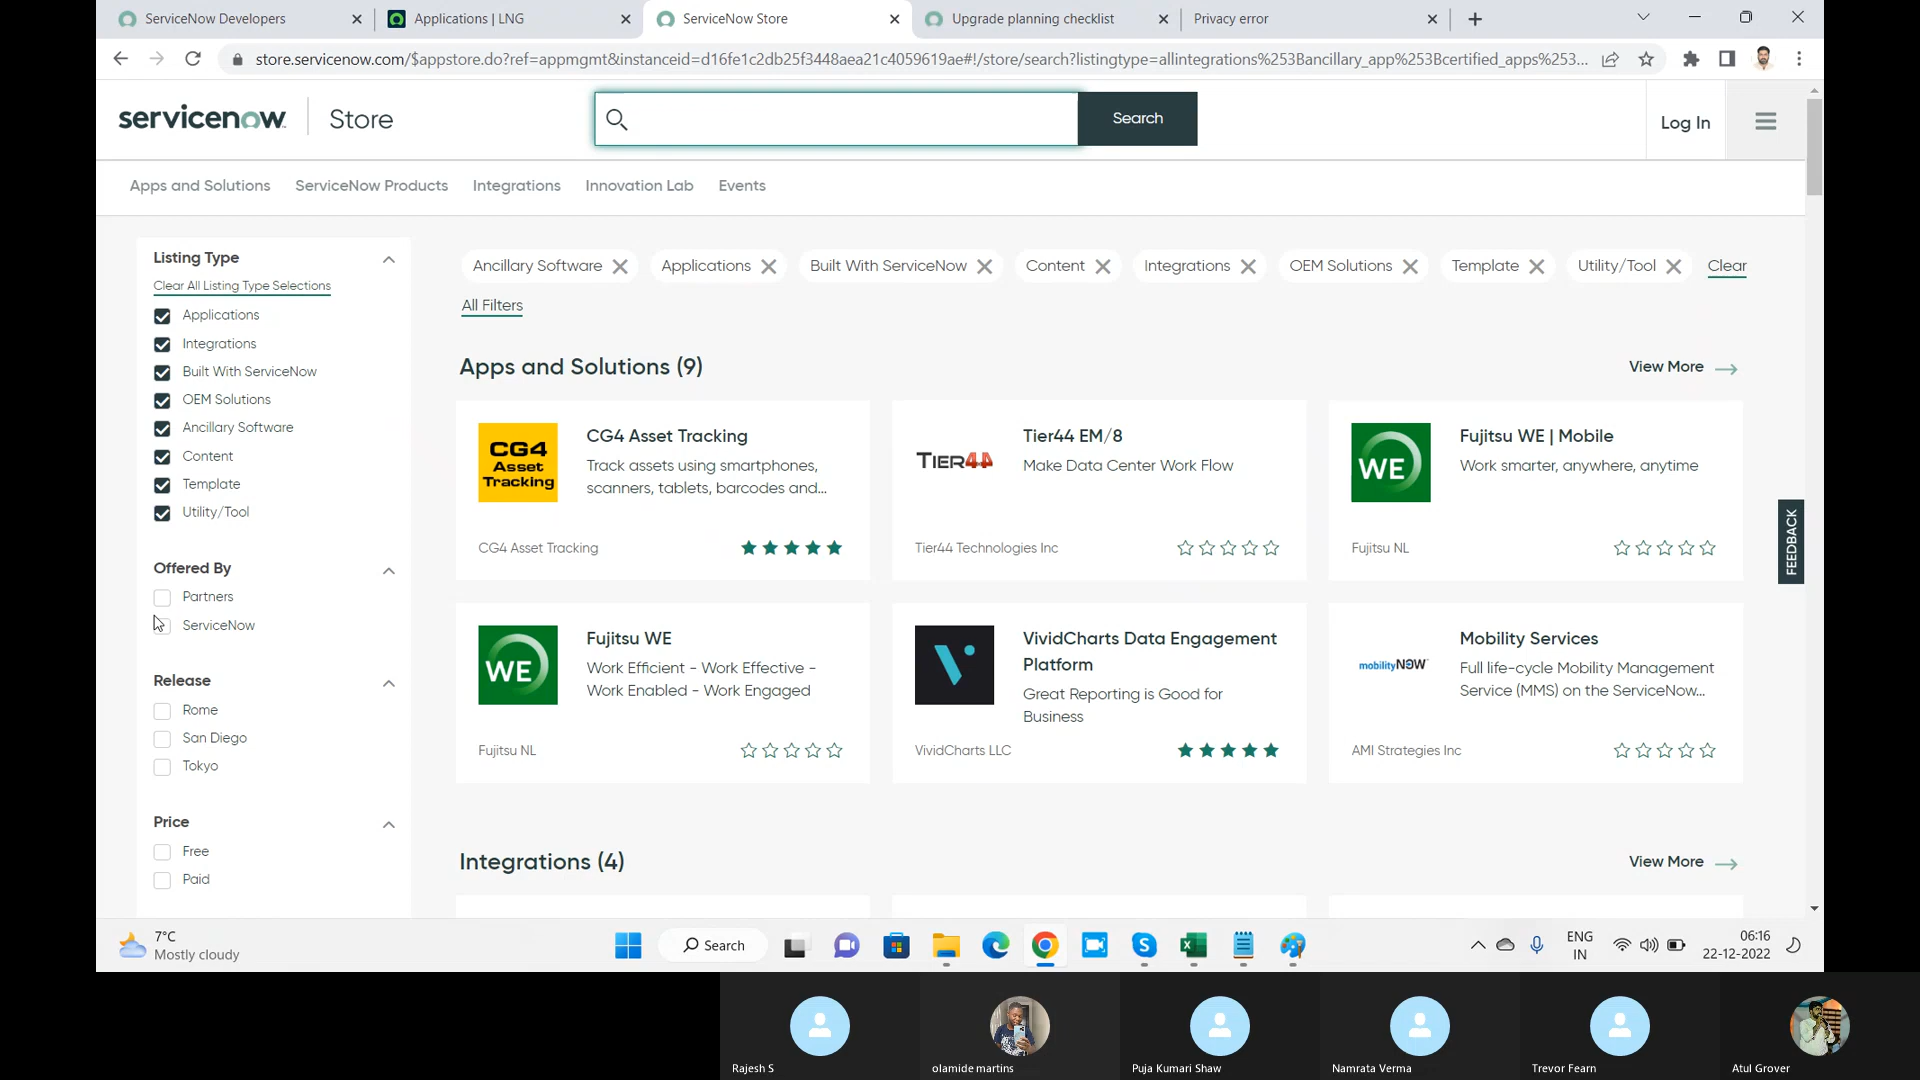 ServiceNow Developers
Applications | LNG
ServiceNow Store
Upgrade planning checklist
Privacy error
store.servicenow.com/$appstore.do?ref=appmgmt&instanceid=d16fe1c2db25f3448aea21c4059619ae#!/store/search?listingtype=allintegrations%253Bancillary_app%253Bcertified_apps%253...
servicenow Store
Search
Log In
Apps and Solutions
ServiceNow Products
Integrations
Innovation Lab
Events
Listing Type
Clear All Listing Type Selections
Applications
Integrations
Built With ServiceNow
OEM Solutions
Ancillary Software
Content
Template
Utility/Tool
Offered By
Partners
ServiceNow
Release
Rome
San Diego
Tokyo
Price
Free
Paid
Ancillary Software
Applications
Built With ServiceNow
Content
Integrations
OEM Solutions
Template
Utility/Tool
Clear
All Filters
Apps and Solutions (9)
View More
CG4
Asset
Tracking
CG4 Asset Tracking
Track assets using smartphones,
scanners, tablets, barcodes and...
CG4 Asset Tracking
TIER44
Tier44 EM/8
Make Data Center Work Flow
Tier44 Technologies Inc
WE
Fujitsu WE | Mobile
Work smarter, anywhere, anytime
Fujitsu NL
WE
Fujitsu WE
Work Efficient - Work Effective -
Work Enabled - Work Engaged
Fujitsu NL
VividCharts Data Engagement
Platform
Great Reporting is Good for
Business
VividCharts LLC
mobilityNOW
Mobility Services
Full life-cycle Mobility Management
Service (MMS) on the ServiceNow...
AMI Strategies Inc
Integrations (4)
View More
FEEDBACK
7°C
Mostly cloudy
Search
ENG
IN
06:16
22-12-2022
Rajesh S
olamide martins
Puja Kumari Shaw
Namrata Verma
Trevor Fearn
Atul Grover